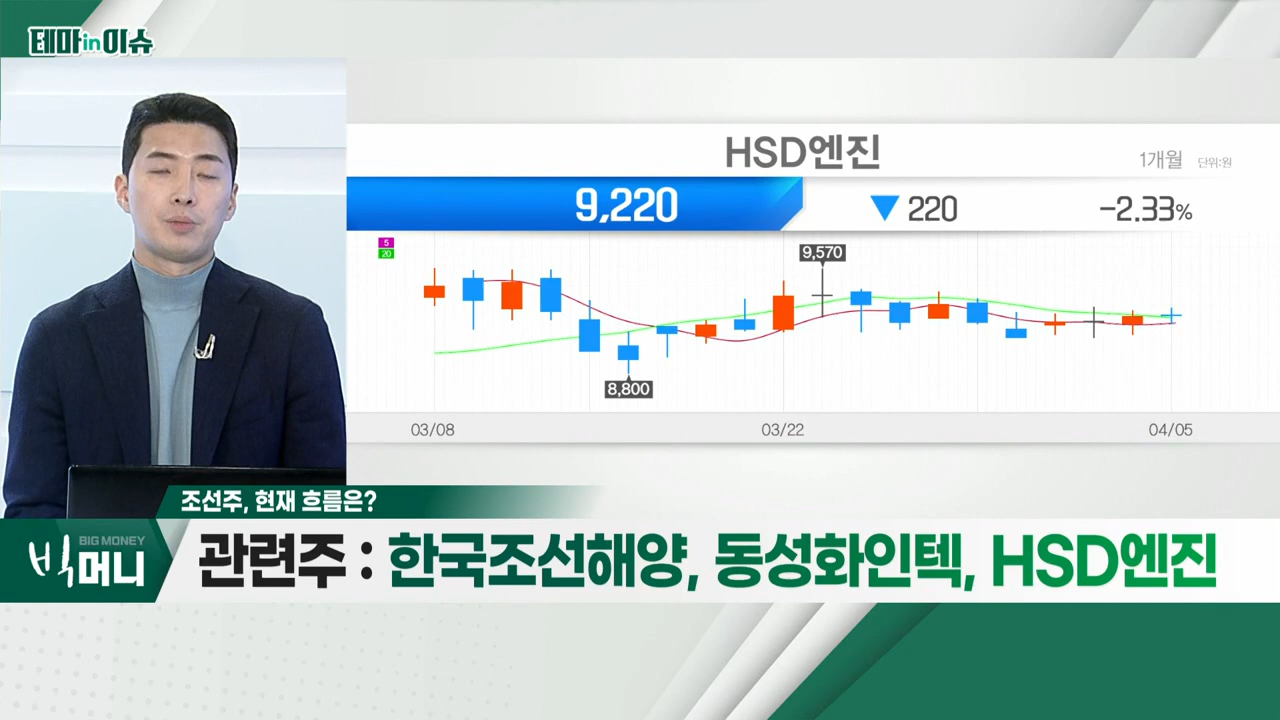 테마in이슈
HSD엔진
1개월 단위:원
9,220 ▼ 220 -2.33%
5
20
9,570
8,800
03/08 03/22 04/05
조선주, 현재 흐름은?
BIG MONEY
빅머니
관련주 : 한국조선해양, 동성화인텍, HSD엔진